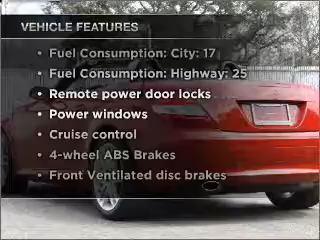 VEHICLE FEATURES
• Fuel Consumption: City: 17
• Fuel Consumption: Highway: 25
• Remote power door locks
• Power windows
• Cruise control
• 4-wheel ABS Brakes
• Front Ventilated disc brakes